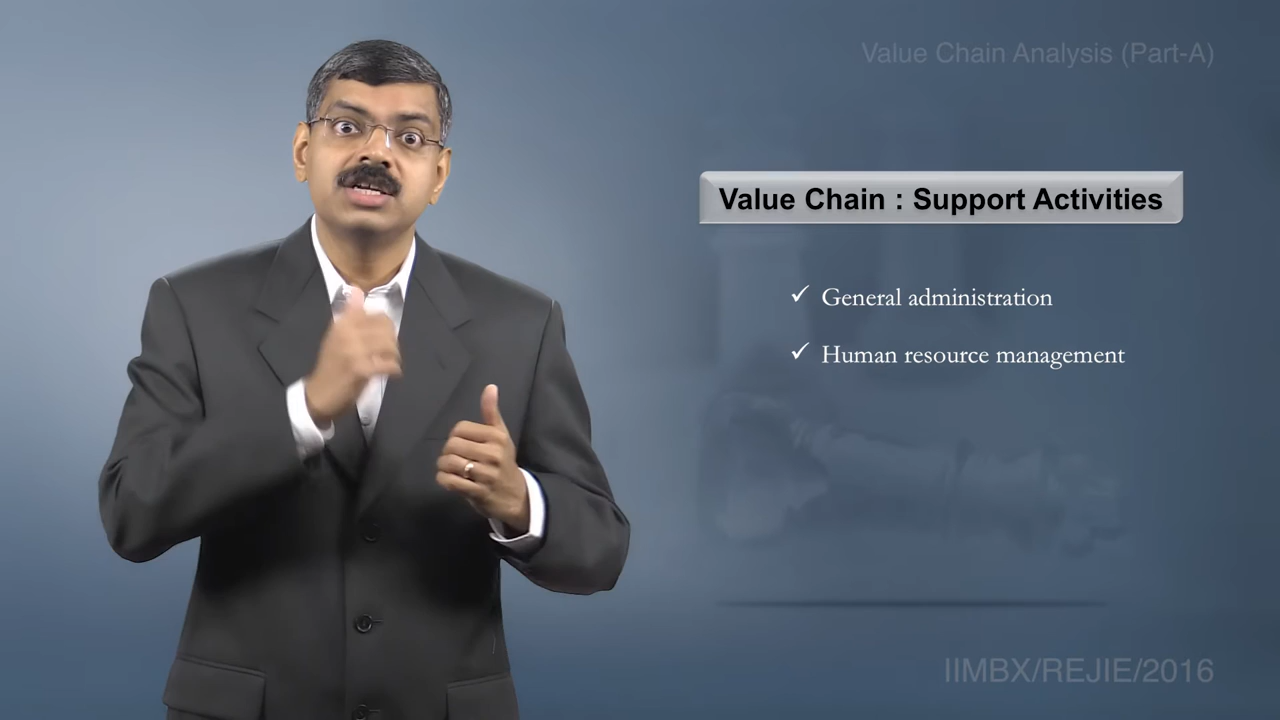 Value Chain Analysis (Part-A)
Value Chain : Support Activities
✓ General administration
✓ Human resource management
IIMBX/REJIE/2016